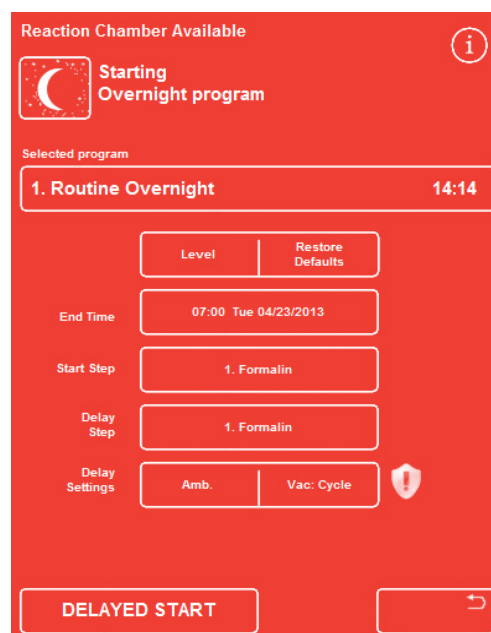 Reaction Chamber Available
i
Starting
Overnight program
Selected program
1. Routine Overnight 14:14
Level Restore
Defaults
End Time 07:00 Tue 04/23/2013
Start Step 1. Formalin
Delay
Step 1. Formalin
Delay
Settings Amb. Vac: Cycle !
DELAYED START